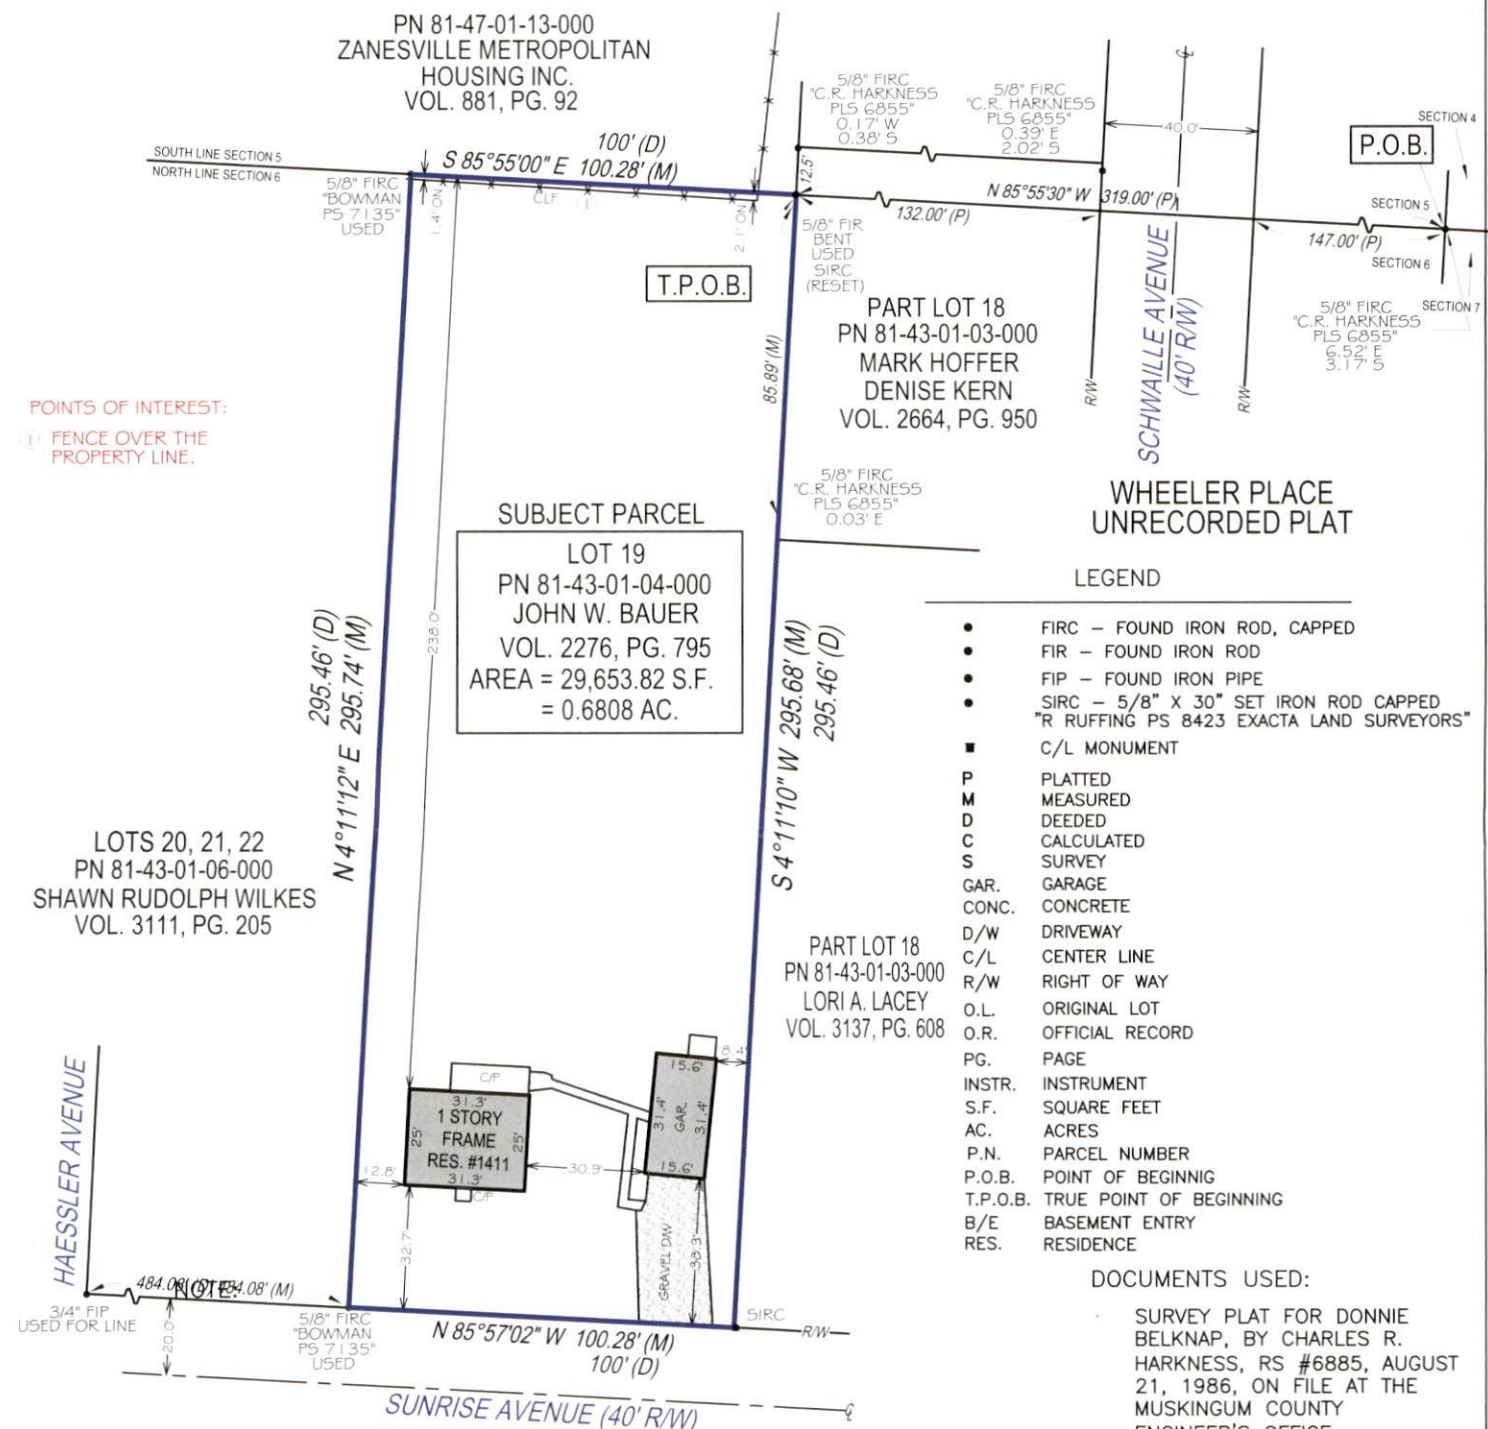 PN 81-47-01-13-000
ZANESVILLE METROPOLITAN
HOUSING INC.
VOL. 881, PG. 92
SOUTH LINE SECTION 5
NORTH LINE SECTION 6
100' (D)
S 85°55'00" E 100.28' (M)
5/8" FIRC
"BOWMAN
PS 7135"
USED
1.4' ON
CLF
1
2.1' ON
12.5'
5/8" FIRC
"C.R. HARKNESS
PLS 6855"
0.17' W
0.38' S
5/8" FIRC
"C.R. HARKNESS
PLS 6855"
0.39' E
2.02' S
40.0'
P.O.B.
SECTION 4
SECTION 5
SECTION 6
SECTION 7
N 85°55'30" W 319.00' (P)
132.00' (P)
147.00' (P)
5/8" FIR
BENT
USED
SIRC
(RESET)
T.P.O.B.
5/8" FIRC
"C.R. HARKNESS
PLS 6855"
6.52' E
3.17' S
SCHWAILLE AVENUE
(40' R/W)
R/W
R/W
PART LOT 18
PN 81-43-01-03-000
MARK HOFFER
DENISE KERN
VOL. 2664, PG. 950
85.89' (M)
POINTS OF INTEREST:
1 FENCE OVER THE
PROPERTY LINE.
5/8" FIRC
"C.R. HARKNESS
PLS 6855"
0.03' E
WHEELER PLACE
UNRECORDED PLAT
SUBJECT PARCEL
LOT 19
PN 81-43-01-04-000
JOHN W. BAUER
VOL. 2276, PG. 795
AREA = 29,653.82 S.F.
= 0.6808 AC.
238.0'
295.46' (D)
N 4°11'12" E 295.74' (M)
S 4°11'10" W 295.68' (M)
295.46' (D)
LOTS 20, 21, 22
PN 81-43-01-06-000
SHAWN RUDOLPH WILKES
VOL. 3111, PG. 205
PART LOT 18
PN 81-43-01-03-000
LORI A. LACEY
VOL. 3137, PG. 608
LEGEND
FIRC – FOUND IRON ROD, CAPPED
FIR – FOUND IRON ROD
FIP – FOUND IRON PIPE
SIRC – 5/8" X 30" SET IRON ROD CAPPED
"R RUFFING PS 8423 EXACTA LAND SURVEYORS"
C/L MONUMENT
P PLATTED
M MEASURED
D DEEDED
C CALCULATED
S SURVEY
GAR. GARAGE
CONC. CONCRETE
D/W DRIVEWAY
C/L CENTER LINE
R/W RIGHT OF WAY
O.L. ORIGINAL LOT
O.R. OFFICIAL RECORD
PG. PAGE
INSTR. INSTRUMENT
S.F. SQUARE FEET
AC. ACRES
P.N. PARCEL NUMBER
P.O.B. POINT OF BEGINNIG
T.P.O.B. TRUE POINT OF BEGINNING
B/E BASEMENT ENTRY
RES. RESIDENCE
C/P
31.3'
1 STORY
FRAME
RES. #1411
31.3'
25'
25'
C/P
12.8'
30.9'
32.7'
15.6'
31.4'
GAR.
31.4'
15.6'
8.4'
GRAVEL D/W
38.3'
HAESSLER AVENUE
484.08' (D) 484.08' (M)
NOTE:
3/4" FIP
USED FOR LINE
20.0'
5/8" FIRC
"BOWMAN
PS 7135"
USED
N 85°57'02" W 100.28' (M)
100' (D)
SIRC
R/W
SUNRISE AVENUE (40' R/W)
DOCUMENTS USED:
SURVEY PLAT FOR DONNIE
BELKNAP, BY CHARLES R.
HARKNESS, RS #6885, AUGUST
21, 1986, ON FILE AT THE
MUSKINGUM COUNTY
ENGINEER'S OFFICE